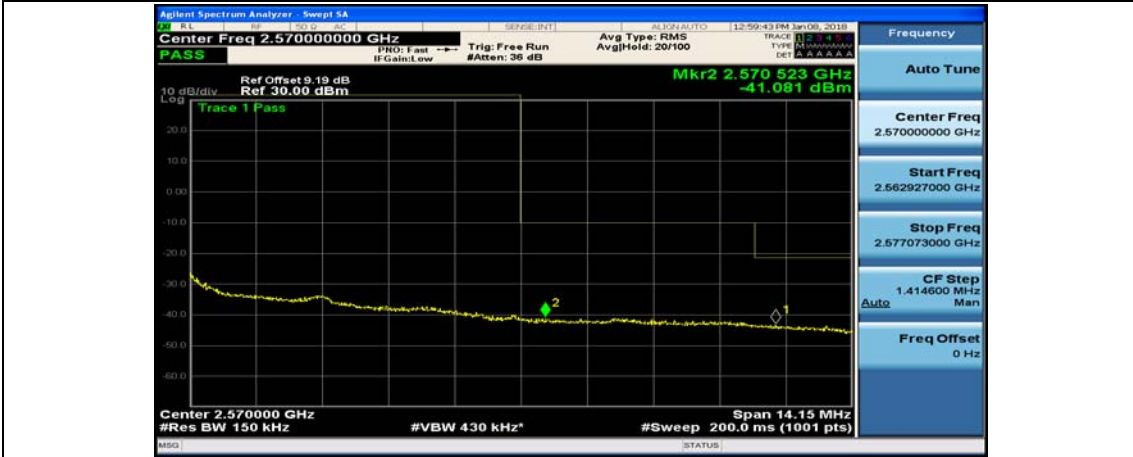 Agilent Spectrum Analyzer - Swept SA
RL RF 50 Ω AC SENSE:INT ALIGN AUTO 12:59:43 PM Jan 08, 2018
Center Freq 2.570000000 GHz
PASS
PNO: Fast
IFGain:Low
Trig: Free Run
#Atten: 36 dB
Avg Type: RMS
Avg|Hold: 20/100
TRACE 1 2 3 4 5 6
TYPE M
DET A A A A A A
Ref Offset 9.19 dB
Ref 30.00 dBm
10 dB/div
Log
Mkr2 2.570 523 GHz
-41.081 dBm
Trace 1 Pass
20.0
10.0
0.00
-10.0
-20.0
-30.0
-40.0
-50.0
-60.0
2
1
Center 2.570000 GHz
Span 14.15 MHz
#Res BW 150 kHz
#VBW 430 kHz*
#Sweep 200.0 ms (1001 pts)
MSG
STATUS
Frequency
Auto Tune
Center Freq
2.570000000 GHz
Start Freq
2.562927000 GHz
Stop Freq
2.577073000 GHz
CF Step
1.414600 MHz
Auto Man
Freq Offset
0 Hz